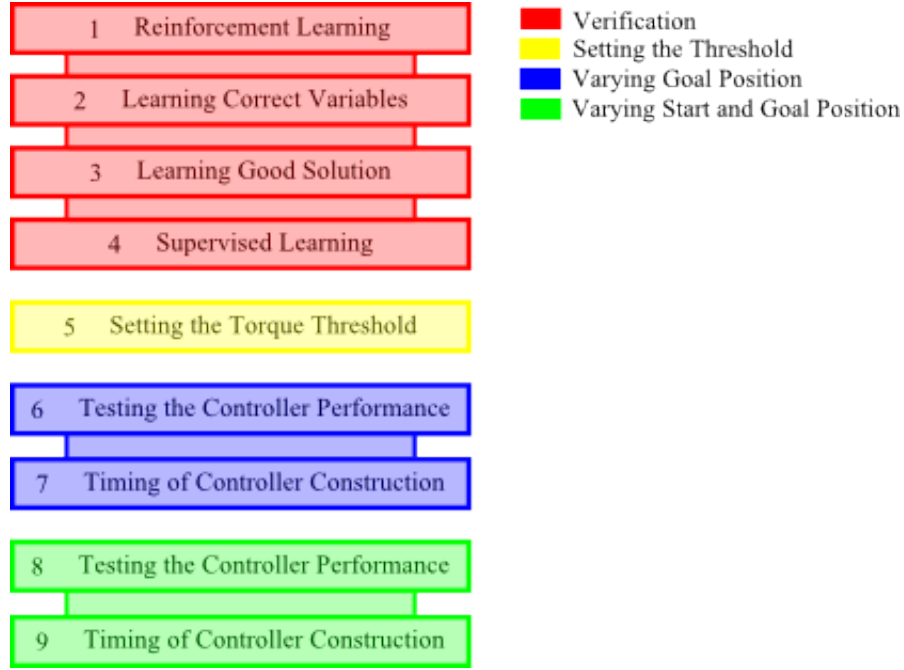 1 Reinforcement Learning
2 Learning Correct Variables
3 Learning Good Solution
4 Supervised Learning
5 Setting the Torque Threshold
6 Testing the Controller Performance
7 Timing of Controller Construction
8 Testing the Controller Performance
9 Timing of Controller Construction
Verification
Setting the Threshold
Varying Goal Position
Varying Start and Goal Position